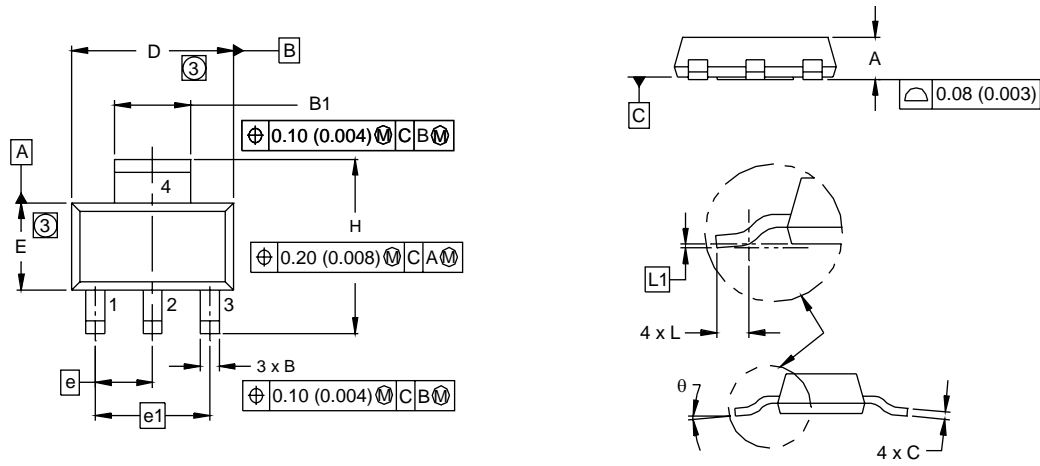 D
③
B
B1
⌖ 0.10 (0.004) Ⓜ C B Ⓜ
A
4
③
E
H
⌖ 0.20 (0.008) Ⓜ C A Ⓜ
1 2 3
3 x B
e
e1
⌖ 0.10 (0.004) Ⓜ C B Ⓜ
A
C
⌓ 0.08 (0.003)
L1
4 x L
θ
4 x C